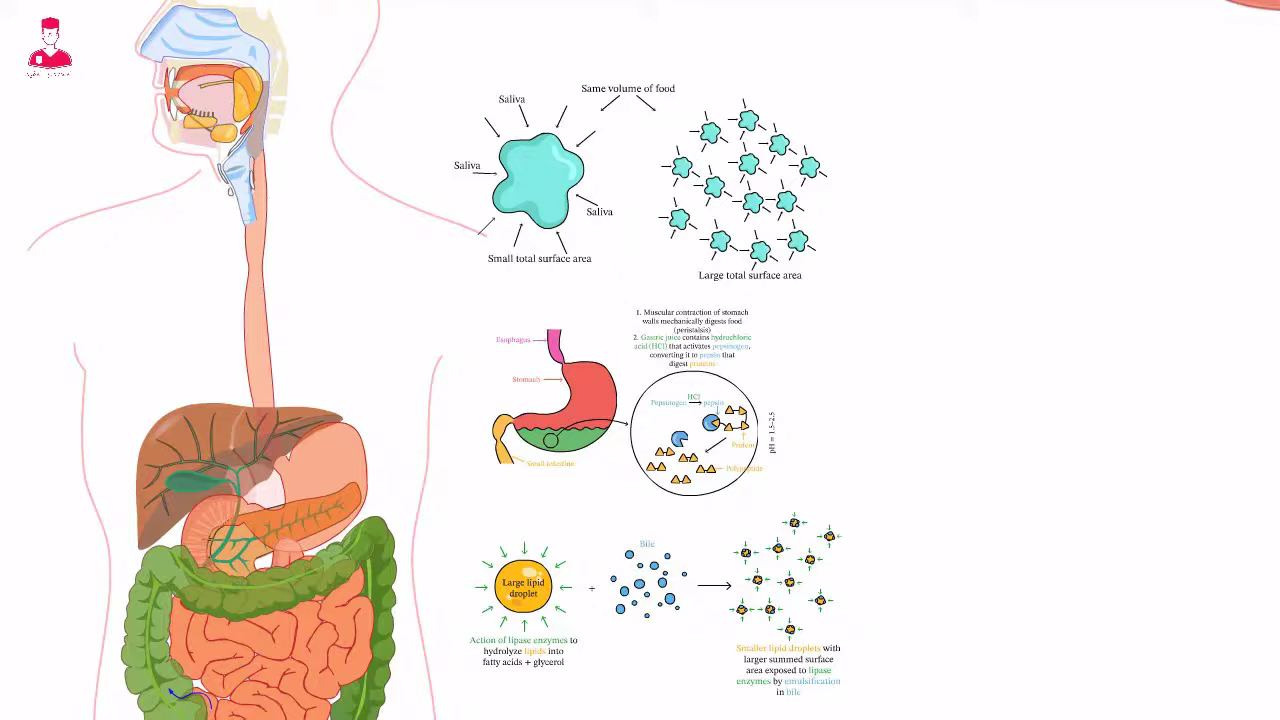 Same volume of food
Saliva
Saliva
Saliva
Small total surface area
Large total surface area
1. Muscular contraction of stomach
walls mechanically digests food
(peristalsis)
2. Gastric juice contains hydrochloric
acid (HCl) that activates pepsinogen,
converting it to pepsin that
digest proteins
Esophagus
Stomach
Small intestine
HCl
Pepsinogen
pepsin
Protein
Polypeptide
pH = 1.5–2.5
Large lipid
droplet
+
Bile
Action of lipase enzymes to
hydrolyze lipids into
fatty acids + glycerol
Smaller lipid droplets with
larger summed surface
area exposed to lipase
enzymes by emulsification
in bile